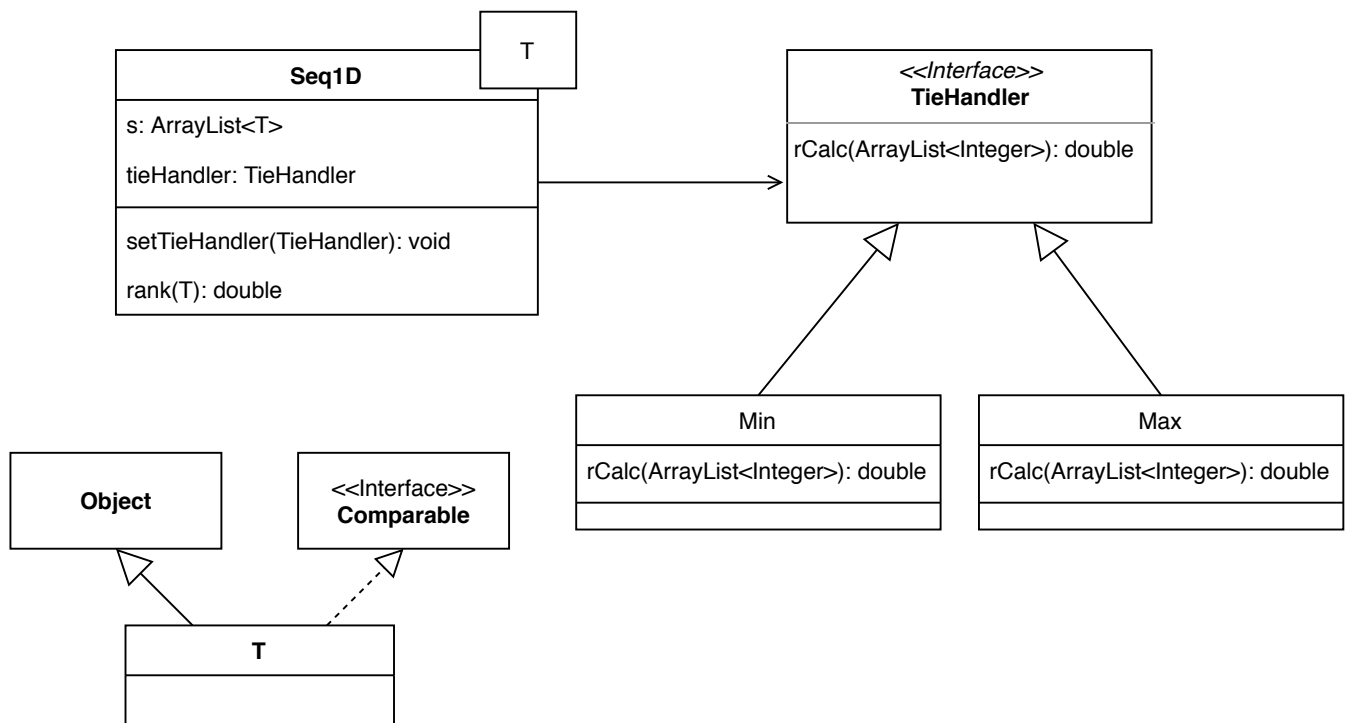 T
Seq1D
s: ArrayList<T>
tieHandler: TieHandler
setTieHandler(TieHandler): void
rank(T): double
<<Interface>>
TieHandler
rCalc(ArrayList<Integer>): double
Min
rCalc(ArrayList<Integer>): double
Max
rCalc(ArrayList<Integer>): double
Object
<<Interface>>
Comparable
T